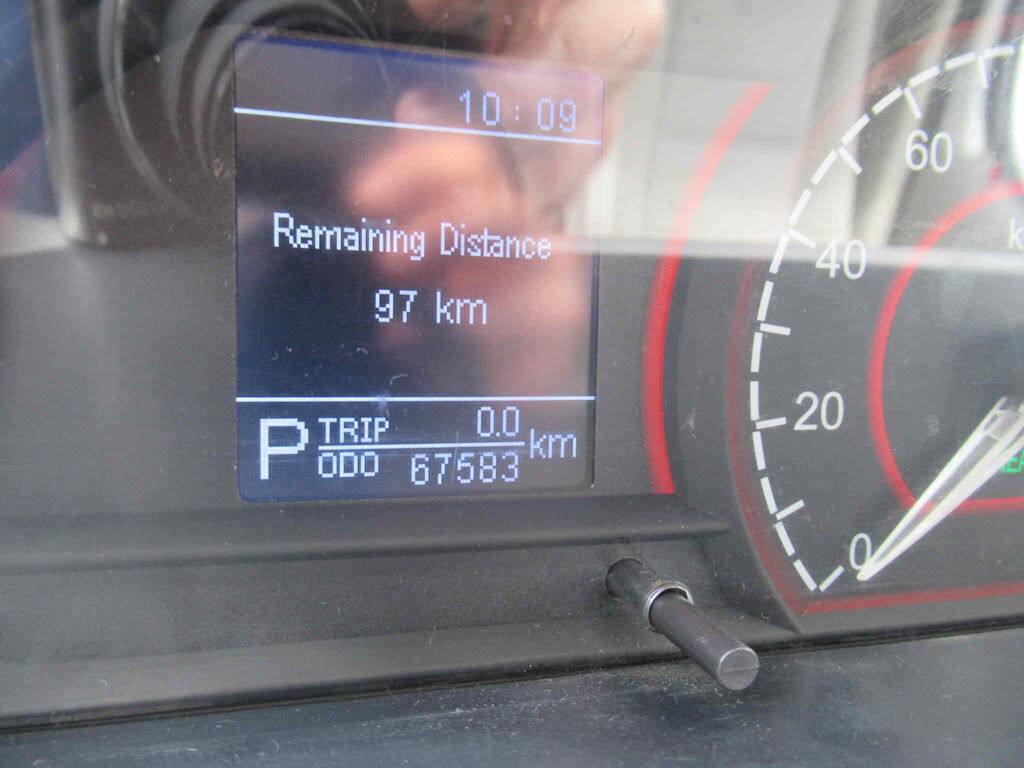 10:09
Remaining Distance
97 km
P TRIP 0.0 km
ODO 67583
60
40
20
0